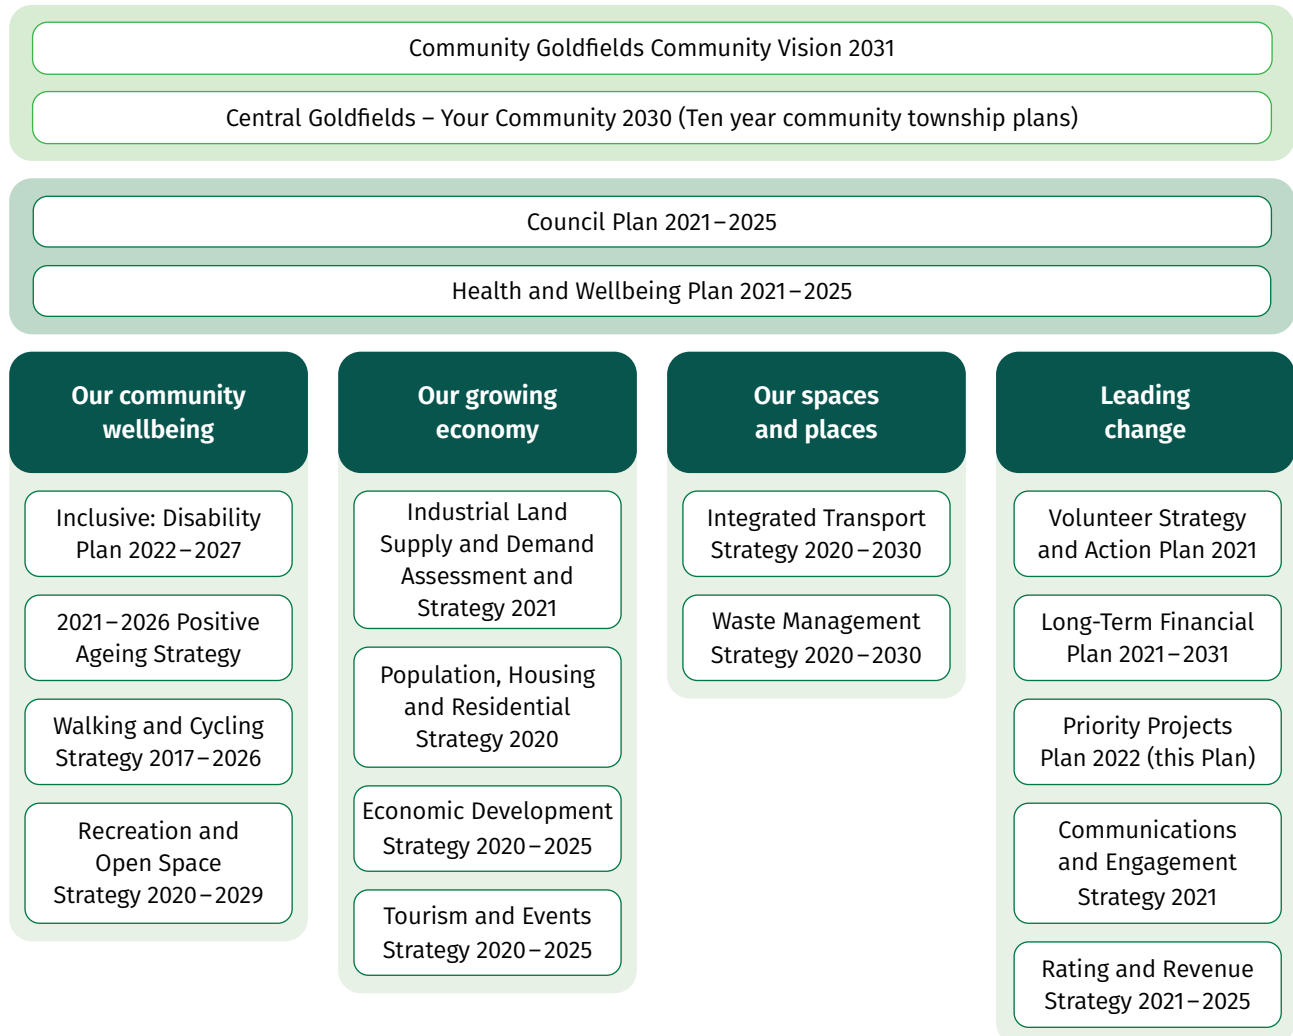 Community Goldfields Community Vision 2031
Central Goldfields – Your Community 2030 (Ten year community township plans)
Council Plan 2021–2025
Health and Wellbeing Plan 2021–2025
Our community
wellbeing
Inclusive: Disability
Plan 2022–2027
2021–2026 Positive
Ageing Strategy
Walking and Cycling
Strategy 2017–2026
Recreation and
Open Space
Strategy 2020–2029
Our growing
economy
Industrial Land
Supply and Demand
Assessment and
Strategy 2021
Population, Housing
and Residential
Strategy 2020
Economic Development
Strategy 2020–2025
Tourism and Events
Strategy 2020–2025
Our spaces
and places
Integrated Transport
Strategy 2020–2030
Waste Management
Strategy 2020–2030
Leading
change
Volunteer Strategy
and Action Plan 2021
Long-Term Financial
Plan 2021–2031
Priority Projects
Plan 2022 (this Plan)
Communications
and Engagement
Strategy 2021
Rating and Revenue
Strategy 2021–2025